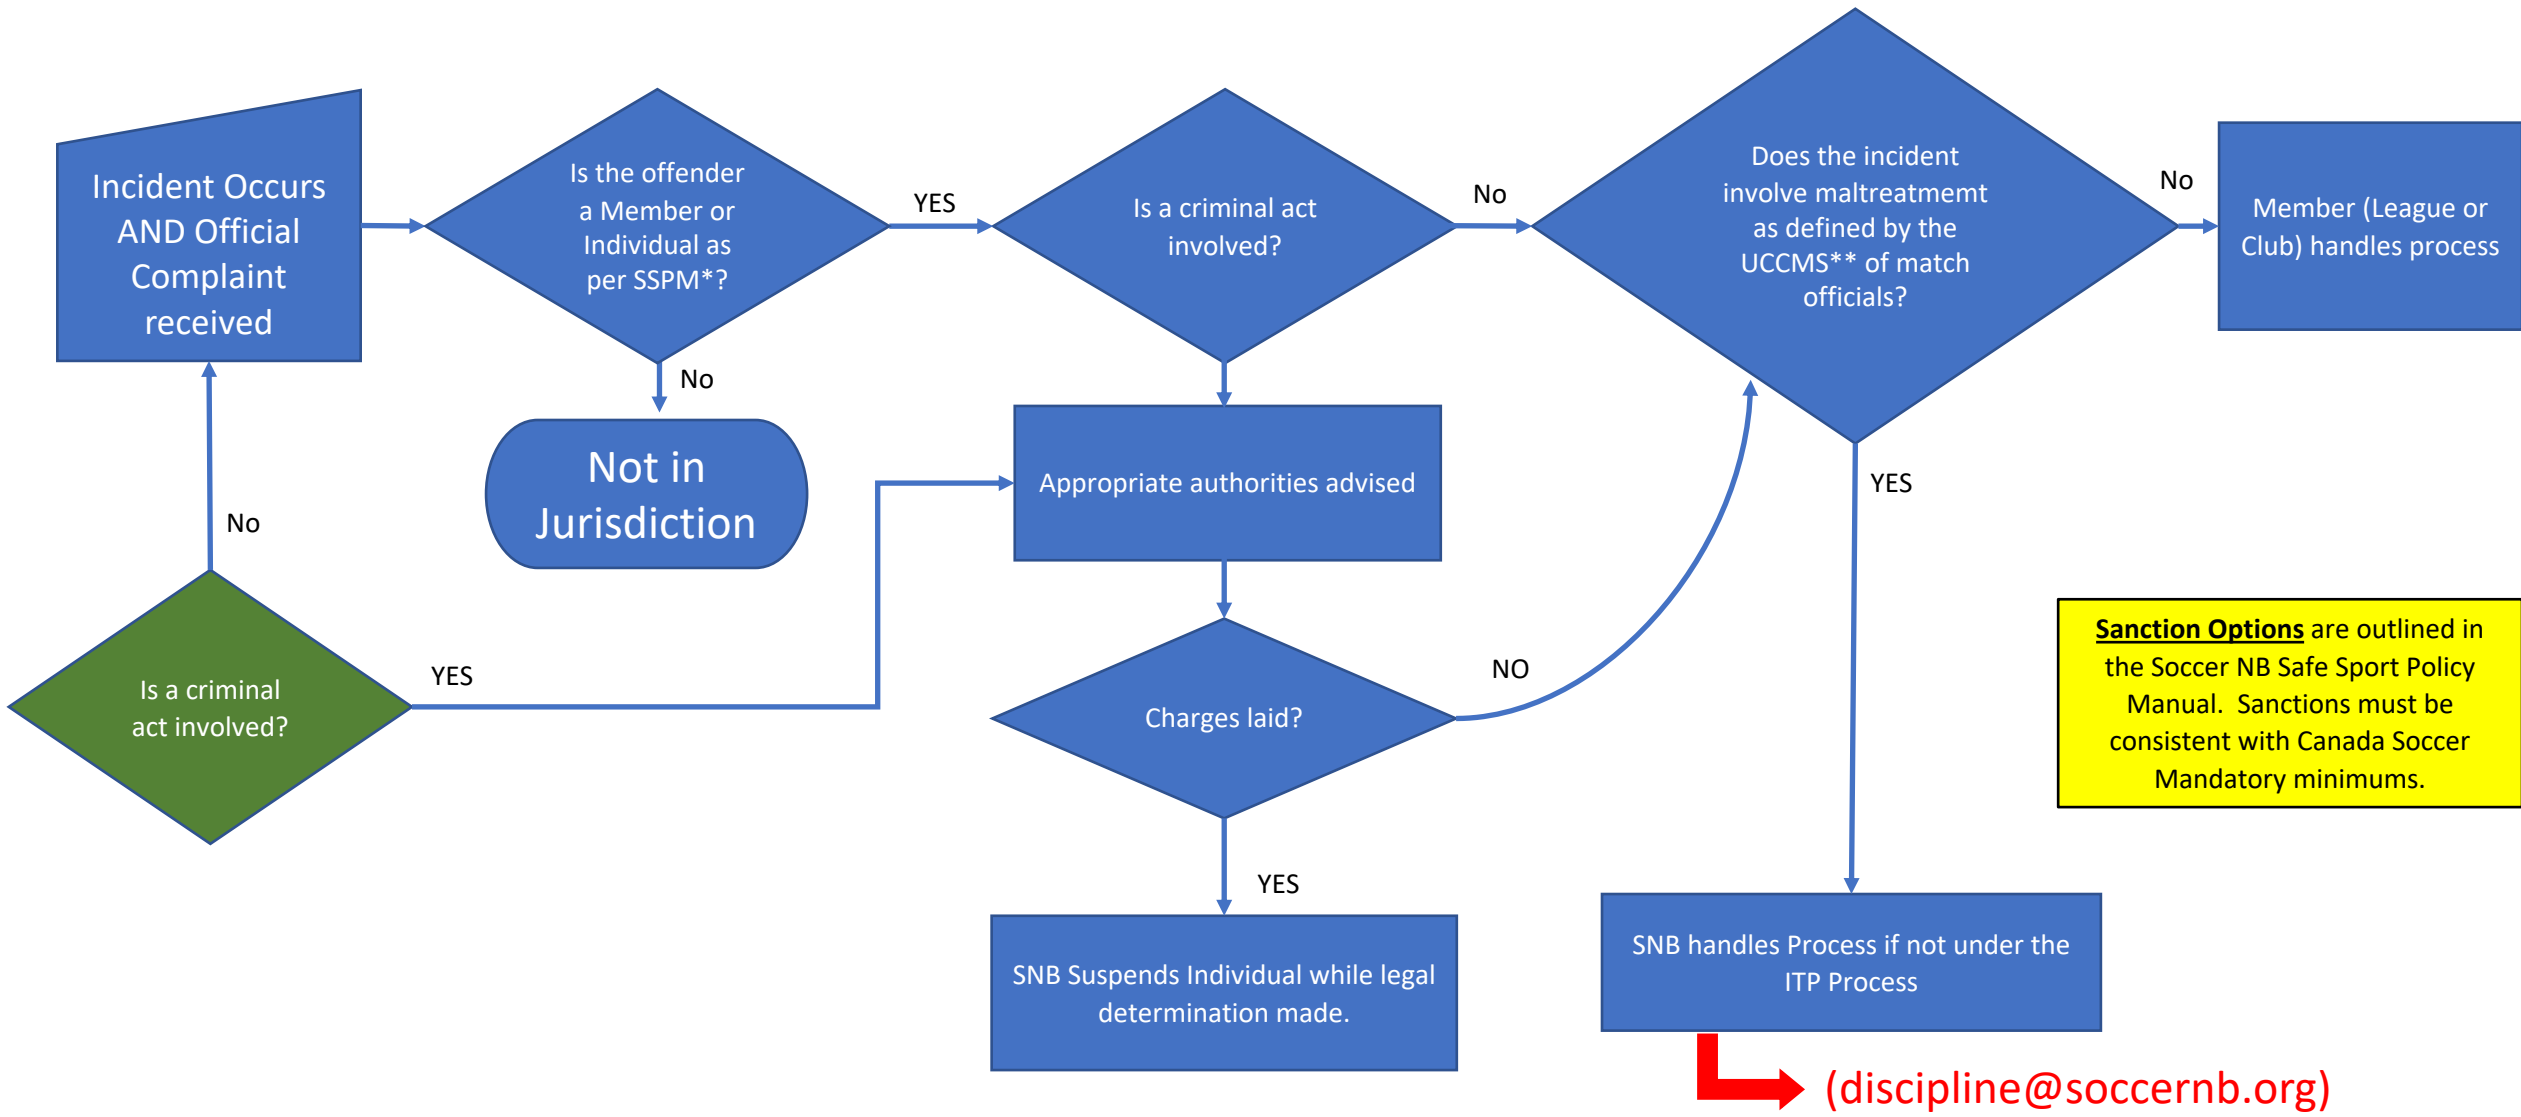 Incident Occurs
AND Official
Complaint
received
Is the offender
a Member or
Individual as
per SSPM*?
YES
Is a criminal act
involved?
No
Does the incident
involve maltreatmemt
as defined by the
UCCMS** of match
officials?
No
Member (League or
Club) handles process
No
Not in
Jurisdiction
Appropriate authorities advised
YES
No
Is a criminal
act involved?
YES
Charges laid?
NO
Sanction Options are outlined in
the Soccer NB Safe Sport Policy
Manual. Sanctions must be
consistent with Canada Soccer
Mandatory minimums.
YES
SNB Suspends Individual while legal
determination made.
SNB handles Process if not under the
ITP Process
(discipline@soccernb.org)